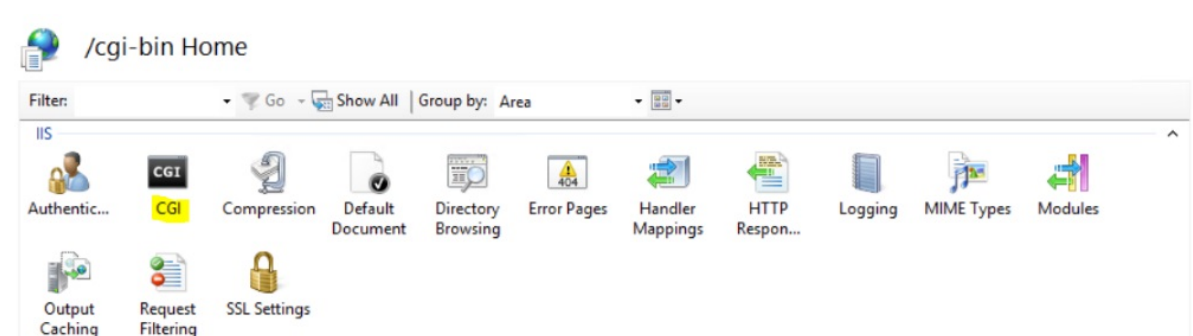 /cgi-bin Home
Filter: Go Show All Group by: Area
IIS
CGI
404
Authentic... CGI Compression Default Document Directory Browsing Error Pages Handler Mappings HTTP Respon... Logging MIME Types Modules
Output Caching Request Filtering SSL Settings